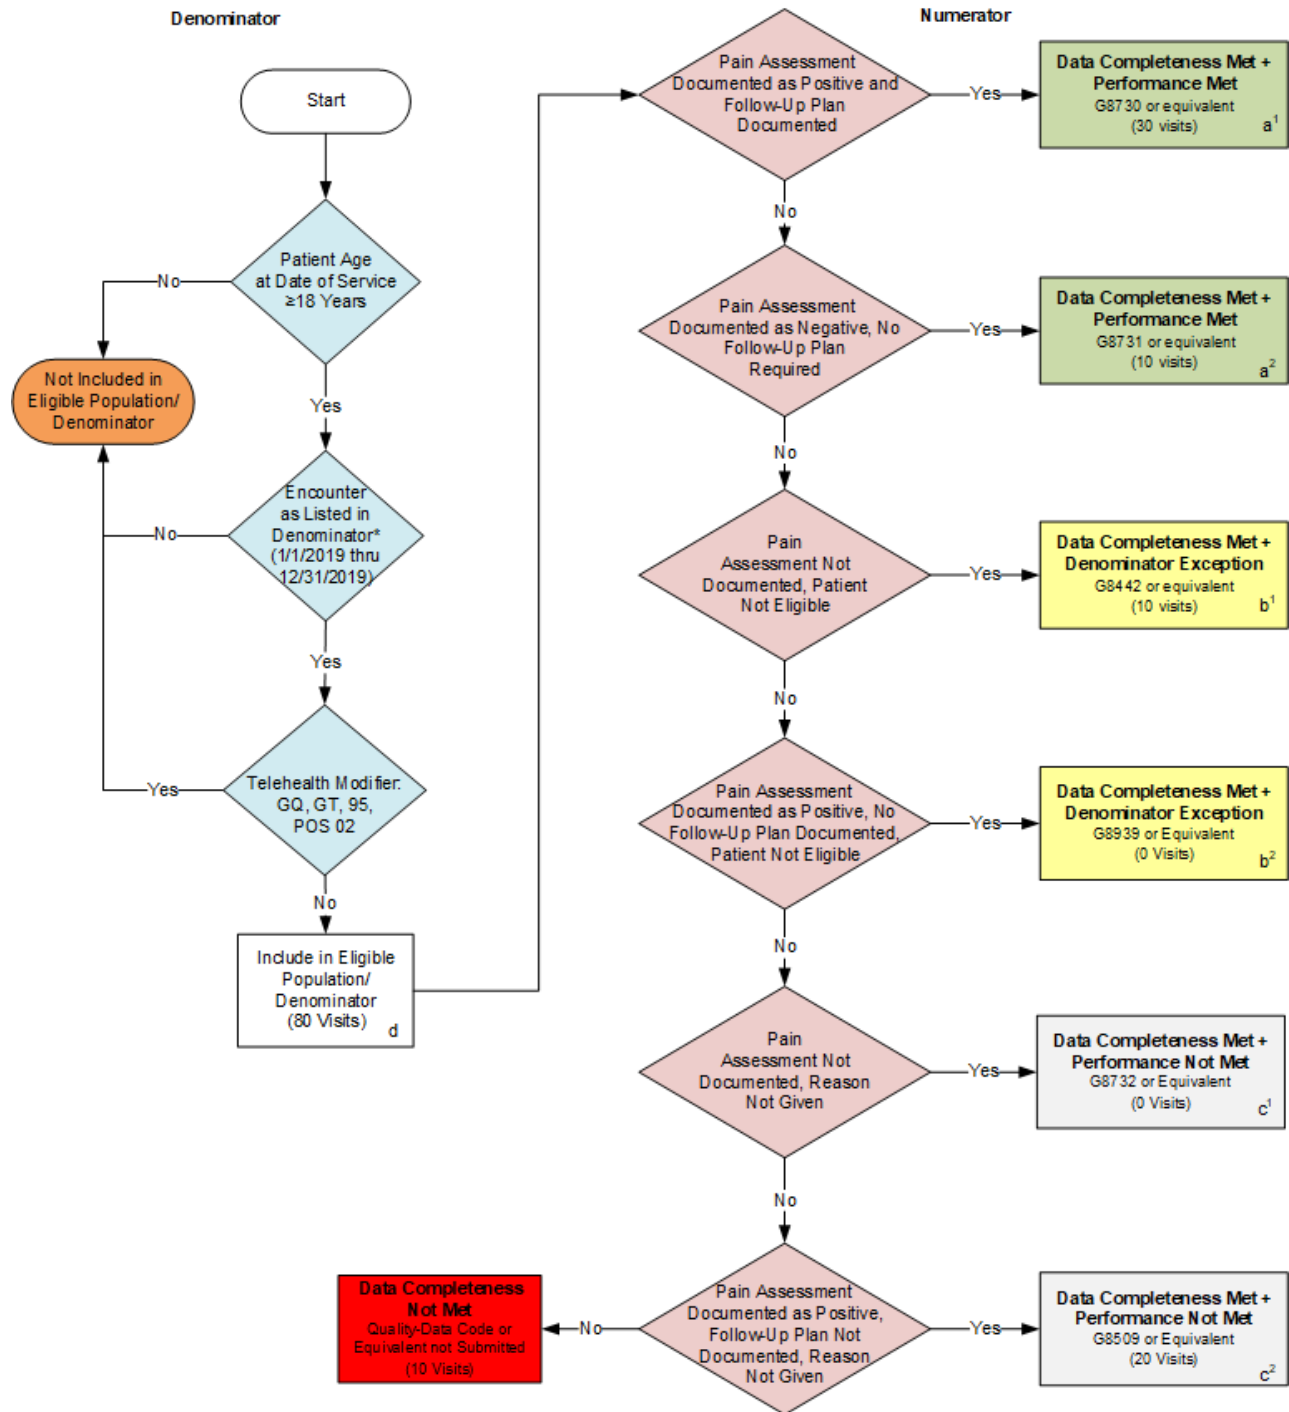 Denominator
Numerator
Start
Patient Age
at Date of Service
≥18 Years
No
Not Included in
Eligible Population/
Denominator
Yes
Encounter
as Listed in
Denominator*
(1/1/2019 thru
12/31/2019)
No
Yes
Telehealth Modifier:
GQ, GT, 95,
POS 02
Yes
No
Include in Eligible
Population/
Denominator
(80 Visits)
d
Pain Assessment
Documented as Positive and
Follow-Up Plan
Documented
Yes
Data Completeness Met +
Performance Met
G8730 or equivalent
(30 visits)
a¹
No
Pain Assessment
Documented as Negative, No
Follow-Up Plan
Required
Yes
Data Completeness Met +
Performance Met
G8731 or equivalent
(10 visits)
a²
No
Pain
Assessment Not
Documented, Patient
Not Eligible
Yes
Data Completeness Met +
Denominator Exception
G8442 or equivalent
(10 visits)
b¹
No
Pain Assessment
Documented as Positive, No
Follow-Up Plan Documented,
Patient Not Eligible
Yes
Data Completeness Met +
Denominator Exception
G8939 or Equivalent
(0 Visits)
b²
No
Pain
Assessment Not
Documented, Reason
Not Given
Yes
Data Completeness Met +
Performance Not Met
G8732 or Equivalent
(0 Visits)
c¹
No
Pain Assessment
Documented as Positive,
Follow-Up Plan Not
Documented, Reason
Not Given
Yes
Data Completeness Met +
Performance Not Met
G8509 or Equivalent
(20 Visits)
c²
No
Data Completeness
Not Met
Quality-Data Code or
Equivalent not Submitted
(10 Visits)